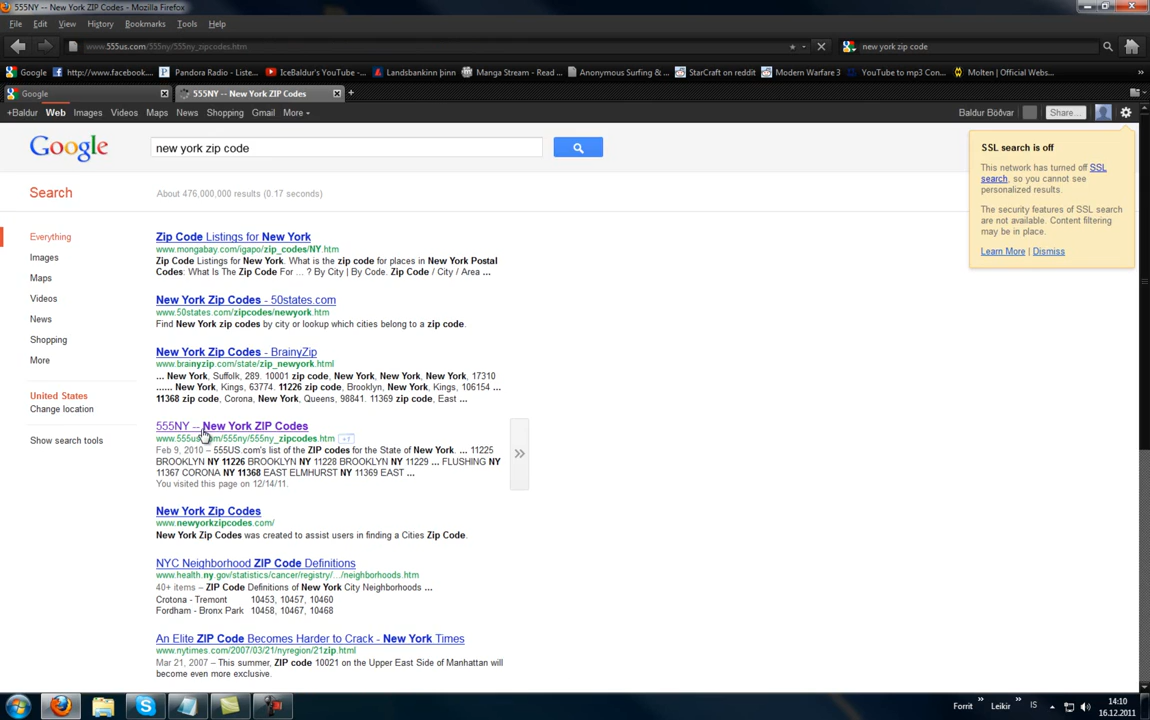 555NY -- New York ZIP Codes - Mozilla Firefox
File Edit View History Bookmarks Tools Help
www.555us.com/555ny/555ny_zipcodes.htm new york zip code
Google http://www.facebook.... Pandora Radio - Liste... IceBaldur's YouTube -... Landsbankinn þinn Manga Stream - Read ... Anonymous Surfing & ... StarCraft on reddit Modern Warfare 3 YouTube to mp3 Con... Molten | Official Webs...
Google 555NY -- New York ZIP Codes
+Baldur Web Images Videos Maps News Shopping Gmail More Baldur Böðvar Share...
Google new york zip code
Search About 476,000,000 results (0.17 seconds)
SSL search is off
This network has turned off SSL
search, so you cannot see
personalized results.
The security features of SSL search
are not available. Content filtering
may be in place.
Learn More | Dismiss
Everything
Images
Maps
Videos
News
Shopping
More
United States
Change location
Show search tools
Zip Code Listings for New York
www.mongabay.com/igapo/zip_codes/NY.htm
Zip Code Listings for New York. What is the zip code for places in New York Postal
Codes: What Is The Zip Code For ... ? By City | By Code. Zip Code / City / Area ...
New York Zip Codes - 50states.com
www.50states.com/zipcodes/newyork.htm
Find New York zip codes by city or lookup which cities belong to a zip code.
New York Zip Codes - BrainyZip
www.brainyzip.com/state/zip_newyork.html
... New York, Suffolk, 289. 10001 zip code, New York, New York, New York, 17310
...... New York, Kings, 63774. 11226 zip code, Brooklyn, New York, Kings, 106154 ...
11368 zip code, Corona, New York, Queens, 98841. 11369 zip code, East ...
555NY -- New York ZIP Codes
www.555us.com/555ny/555ny_zipcodes.htm +1
Feb 9, 2010 – 555US.com's list of the ZIP codes for the State of New York. ... 11225
BROOKLYN NY 11226 BROOKLYN NY 11228 BROOKLYN NY 11229 ... FLUSHING NY
11367 CORONA NY 11368 EAST ELMHURST NY 11369 EAST ...
You visited this page on 12/14/11.
New York Zip Codes
www.newyorkzipcodes.com/
New York Zip Codes was created to assist users in finding a Cities Zip Code.
NYC Neighborhood ZIP Code Definitions
www.health.ny.gov/statistics/cancer/registry/.../neighborhoods.htm
40+ items – ZIP Code Definitions of New York City Neighborhoods ...
Crotona - Tremont 10453, 10457, 10460
Fordham - Bronx Park 10458, 10467, 10468
An Elite ZIP Code Becomes Harder to Crack - New York Times
www.nytimes.com/2007/03/21/nyregion/21zip.html
Mar 21, 2007 – This summer, ZIP code 10021 on the Upper East Side of Manhattan will
become even more exclusive.
Forrit Leikir IS 14:10
16.12.2011